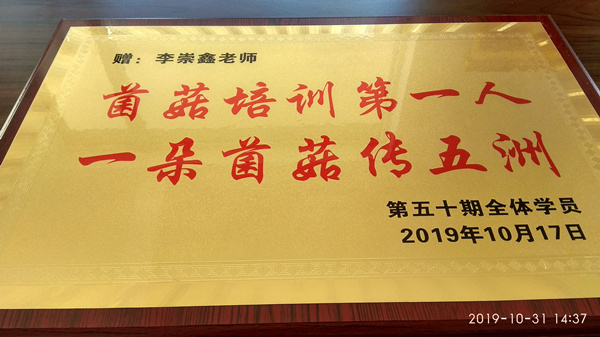 赠：李崇鑫老师
菌菇培训第一人
一朵菌菇传五洲
第五十期全体学员
2019年10月17日
2019-10-31 14:37